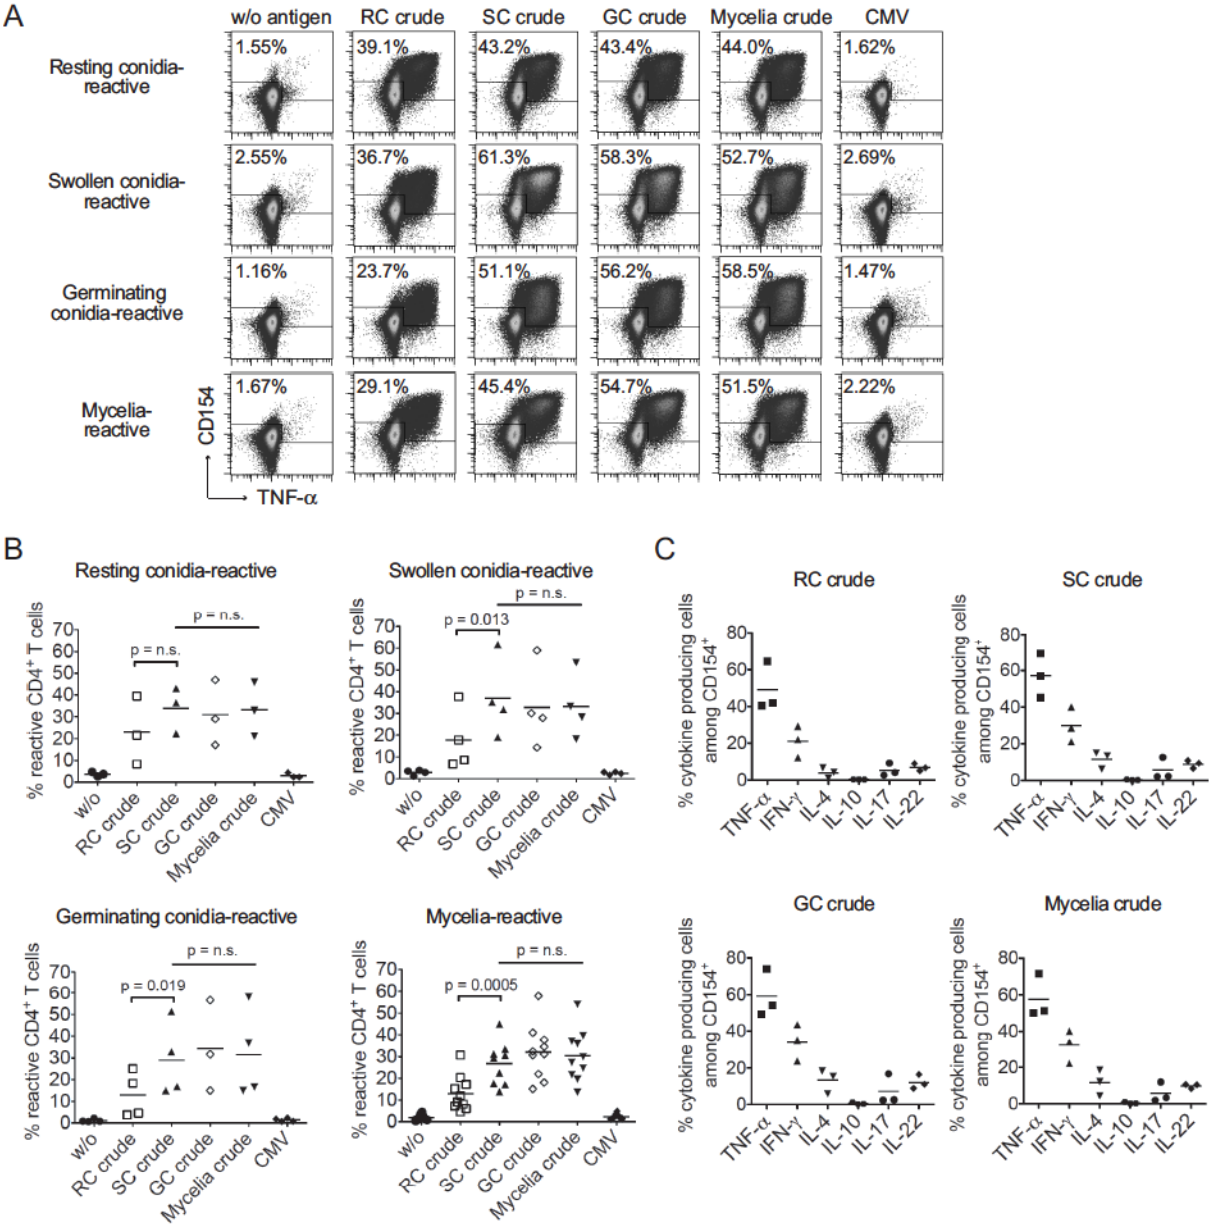 A
w/o antigen RC crude SC crude GC crude Mycelia crude CMV
Resting conidia-
reactive
1.55% 39.1% 43.2% 43.4% 44.0% 1.62%
Swollen conidia-
reactive
2.55% 36.7% 61.3% 58.3% 52.7% 2.69%
Germinating
conidia-reactive
1.16% 23.7% 51.1% 56.2% 58.5% 1.47%
Mycelia-
reactive
1.67% 29.1% 45.4% 54.7% 51.5% 2.22%
CD154
TNF-α
B
Resting conidia-reactive
p = n.s.
p = n.s.
% reactive CD4⁺ T cells
70
60
50
40
30
20
10
0
w/o RC crude SC crude GC crude Mycelia crude CMV
Swollen conidia-reactive
p = n.s.
p = 0.013
% reactive CD4⁺ T cells
70
60
50
40
30
20
10
0
w/o RC crude SC crude GC crude Mycelia crude CMV
Germinating conidia-reactive
p = n.s.
p = 0.019
% reactive CD4⁺ T cells
70
60
50
40
30
20
10
0
w/o RC crude SC crude GC crude Mycelia crude CMV
Mycelia-reactive
p = n.s.
p = 0.0005
% reactive CD4⁺ T cells
70
60
50
40
30
20
10
0
w/o RC crude SC crude GC crude Mycelia crude CMV
C
RC crude
% cytokine producing cells
among CD154⁺
80
60
40
20
0
TNF-α IFN-γ IL-4 IL-10 IL-17 IL-22
SC crude
% cytokine producing cells
among CD154⁺
80
60
40
20
0
TNF-α IFN-γ IL-4 IL-10 IL-17 IL-22
GC crude
% cytokine producing cells
among CD154⁺
80
60
40
20
0
TNF-α IFN-γ IL-4 IL-10 IL-17 IL-22
Mycelia crude
% cytokine producing cells
among CD154⁺
80
60
40
20
0
TNF-α IFN-γ IL-4 IL-10 IL-17 IL-22